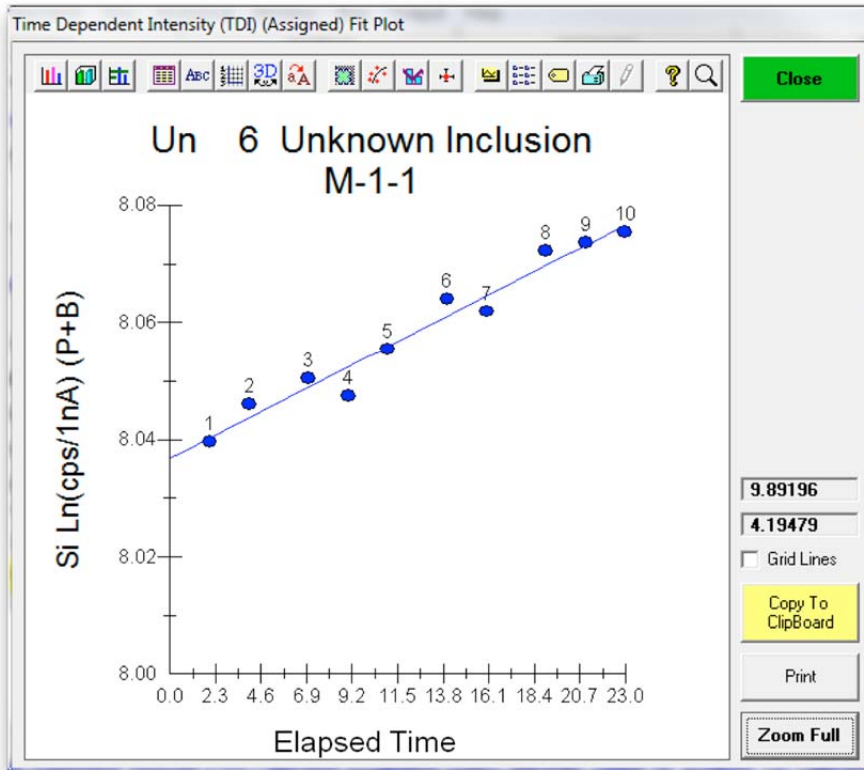 Time Dependent Intensity (TDI) (Assigned) Fit Plot
ABC
3D
aA
?
Close
Un 6 Unknown Inclusion
M-1-1
8.08
8.06
8.04
8.02
8.00
Si Ln(cps/1nA) (P+B)
1
2
3
4
5
6
7
8
9
10
0.0 2.3 4.6 6.9 9.2 11.5 13.8 16.1 18.4 20.7 23.0
Elapsed Time
9.89196
4.19479
Grid Lines
Copy To
ClipBoard
Print
Zoom Full